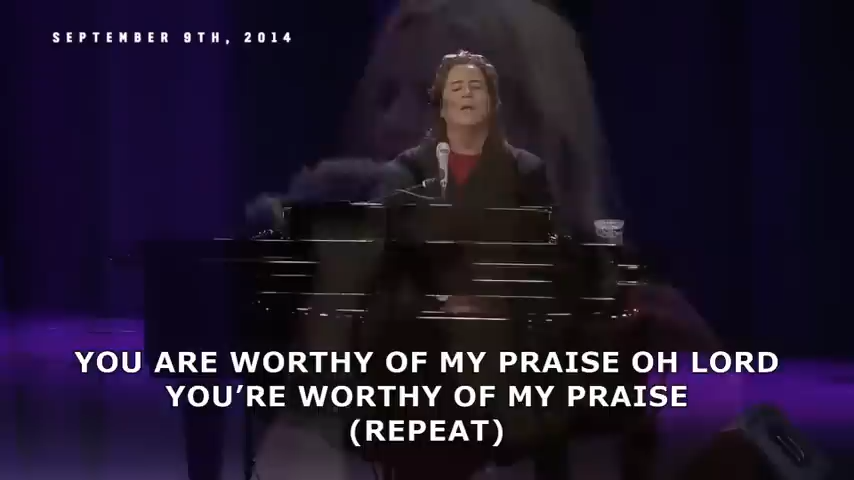 SEPTEMBER 9TH, 2014
YOU ARE WORTHY OF MY PRAISE OH LORD
YOU’RE WORTHY OF MY PRAISE
(REPEAT)